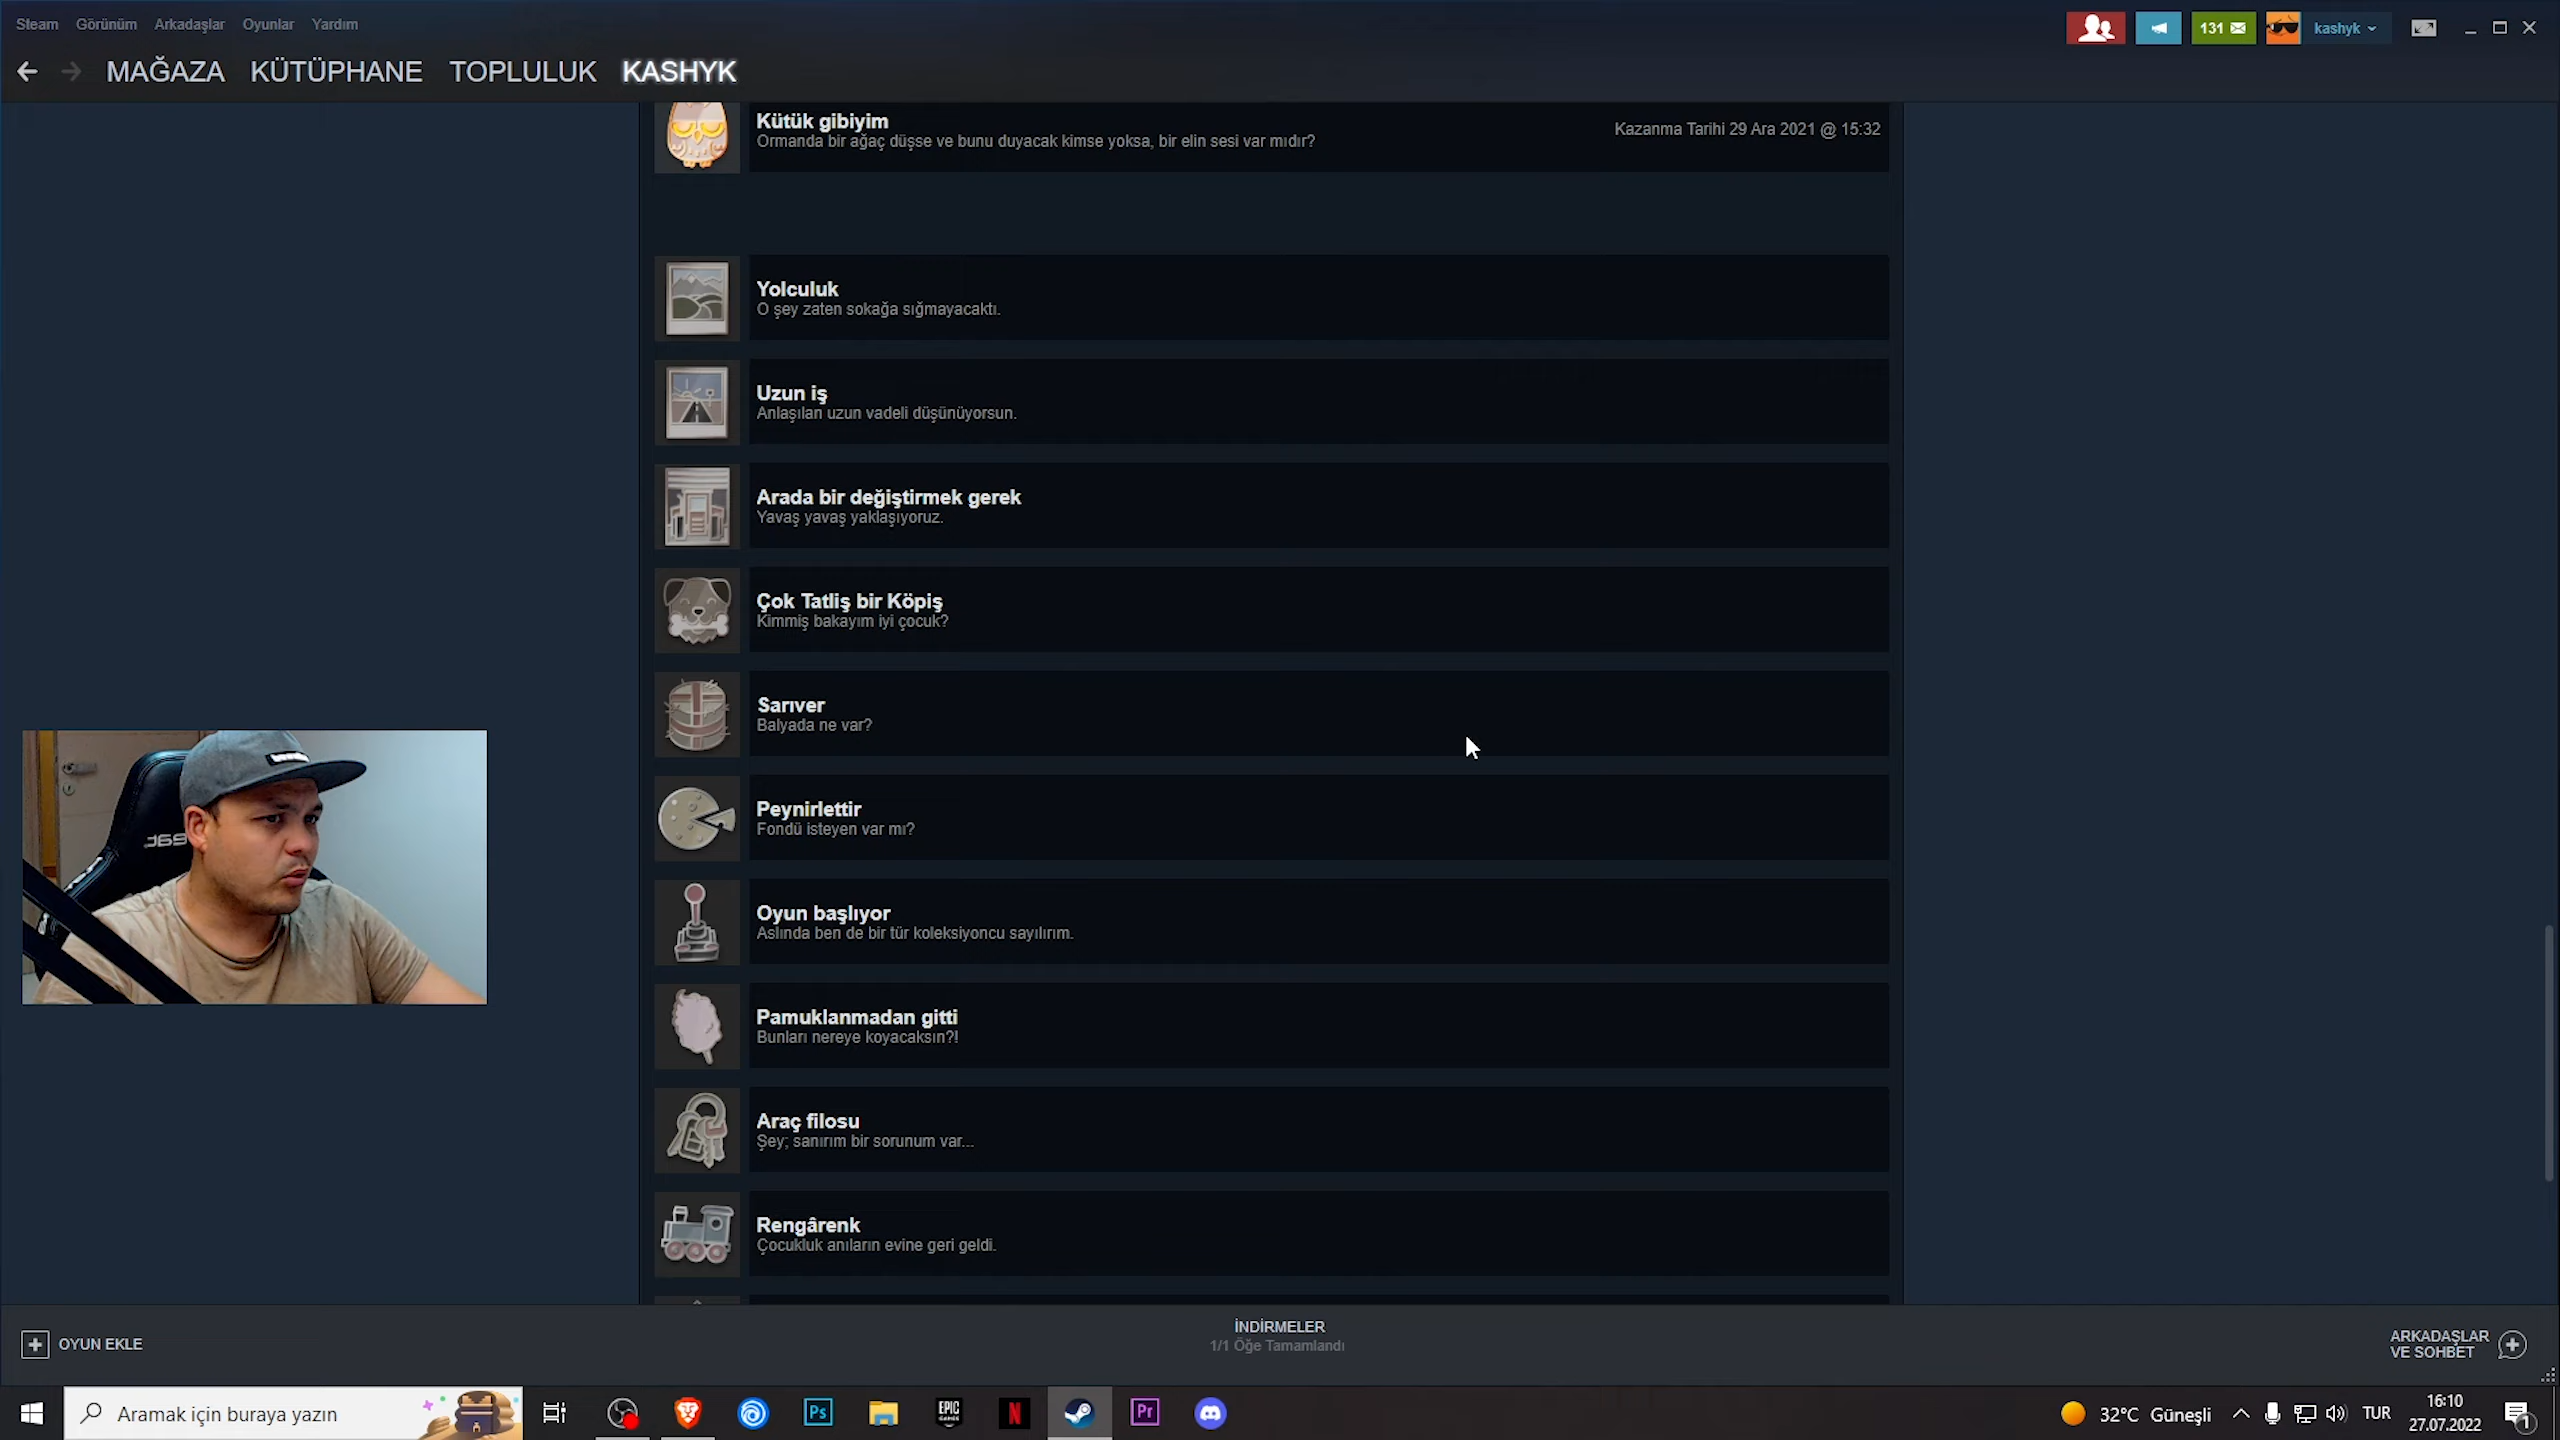 Steam Görünüm Arkadaşlar Oyunlar Yardım
131
kashyk
MAĞAZA KÜTÜPHANE TOPLULUK KASHYK
Kütük gibiyim
Ormanda bir ağaç düşse ve bunu duyacak kimse yoksa, bir elin sesi var mıdır?
Kazanma Tarihi 29 Ara 2021 @ 15:32
Yolculuk
O şey zaten sokağa sığmayacaktı.
Uzun iş
Anlaşılan uzun vadeli düşünüyorsun.
Arada bir değiştirmek gerek
Yavaş yavaş yaklaşıyoruz.
Çok Tatliş bir Köpiş
Kimmiş bakayım iyi çocuk?
Sarıver
Balyada ne var?
Peynirlettir
Fondü isteyen var mı?
Oyun başlıyor
Aslında ben de bir tür koleksiyoncu sayılırım.
Pamuklanmadan gitti
Bunları nereye koyacaksın?!
Araç filosu
Şey; sanırım bir sorunum var...
Rengârenk
Çocukluk anıların evine geri geldi.
OYUN EKLE
İNDİRMELER
1/1 Öğe Tamamlandı
ARKADAŞLAR
VE SOHBET
Aramak için buraya yazın
Ps
EPIC
GAMES
N
Pr
32°C Güneşli
TUR
16:10
27.07.2022
1